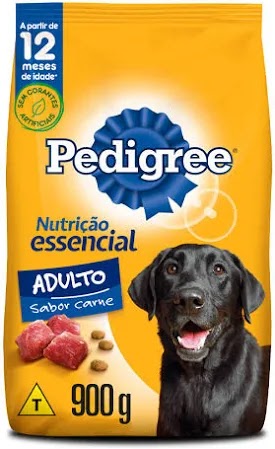 A partir de
12
meses
de idade*
SEM CORANTES
ARTIFICIAIS
Pedigree®
Nutrição
essencial
ADULTO
Sabor Carne
T
900g